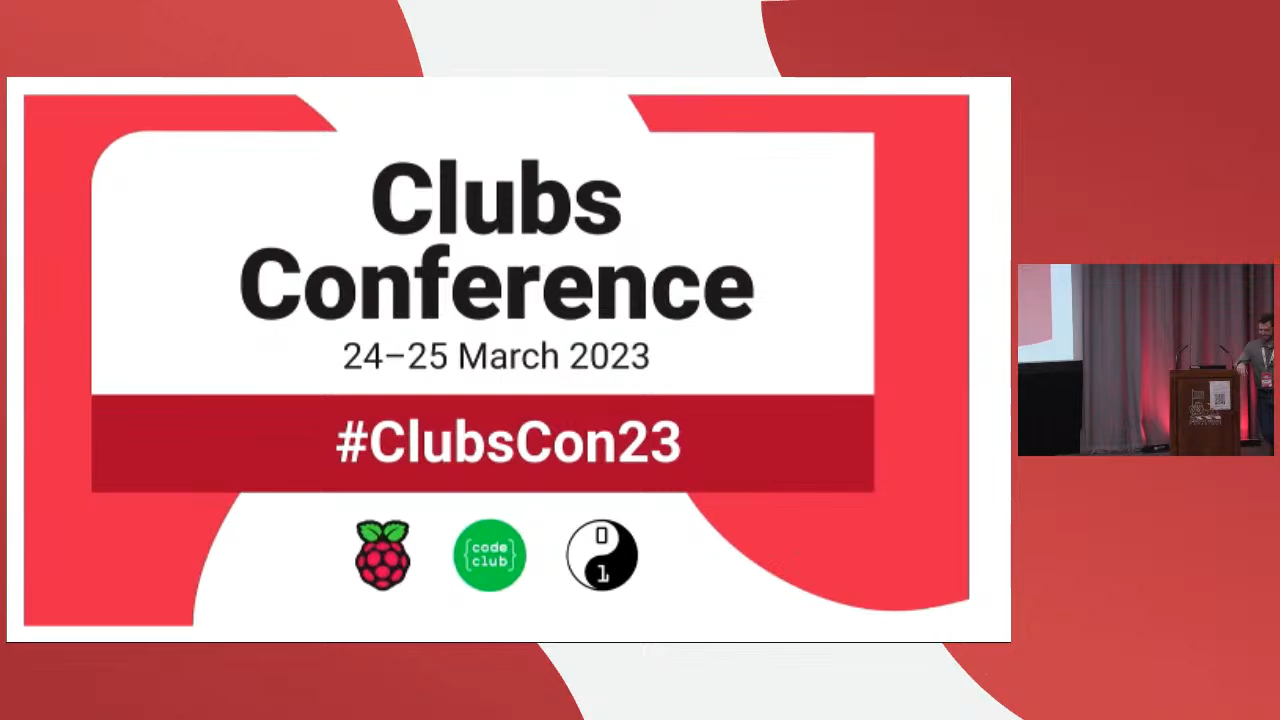 Clubs
Conference
24–25 March 2023
#ClubsCon23
{code
club}
0
1